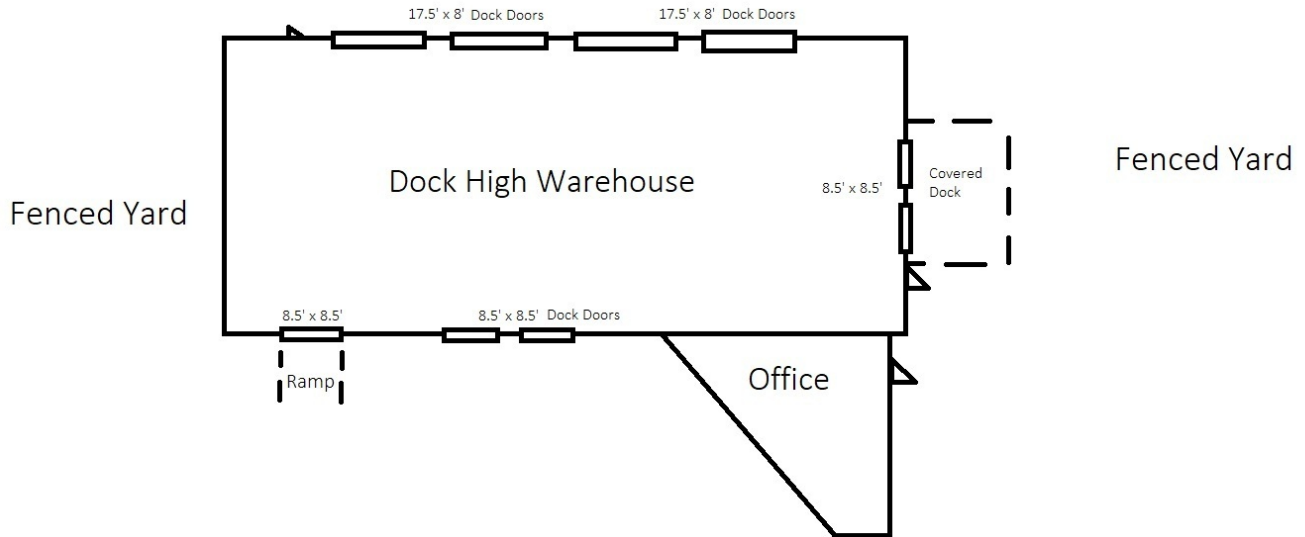 17.5' x 8' Dock Doors
17.5' x 8' Dock Doors
Dock High Warehouse
Fenced Yard
Fenced Yard
8.5' x 8.5'
Covered
Dock
8.5' x 8.5'
8.5' x 8.5' Dock Doors
Ramp
Office